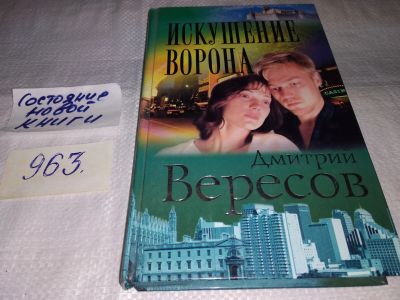 ИСКУШЕНИЕ
ВОРОНА
Дмитрий
Вересов
Состояние
новой
книги
963.